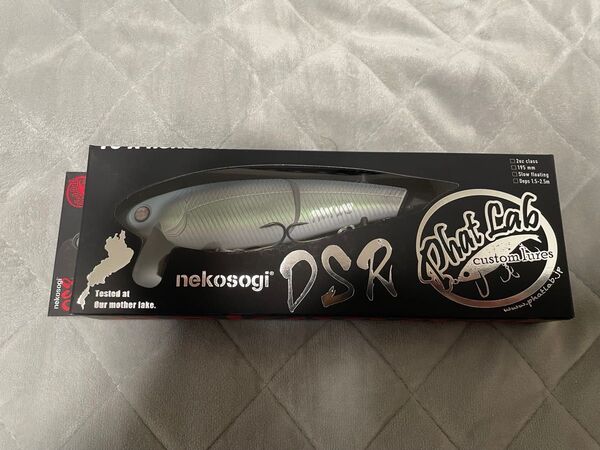 2oz class
195 mm
Slow floating
Deps 1.5-2.5m
Phat Lab
custom lures
www.phatlab.jp
nekosogi
DSR
Tested at
Our mother lake.
nekosogi
DSR